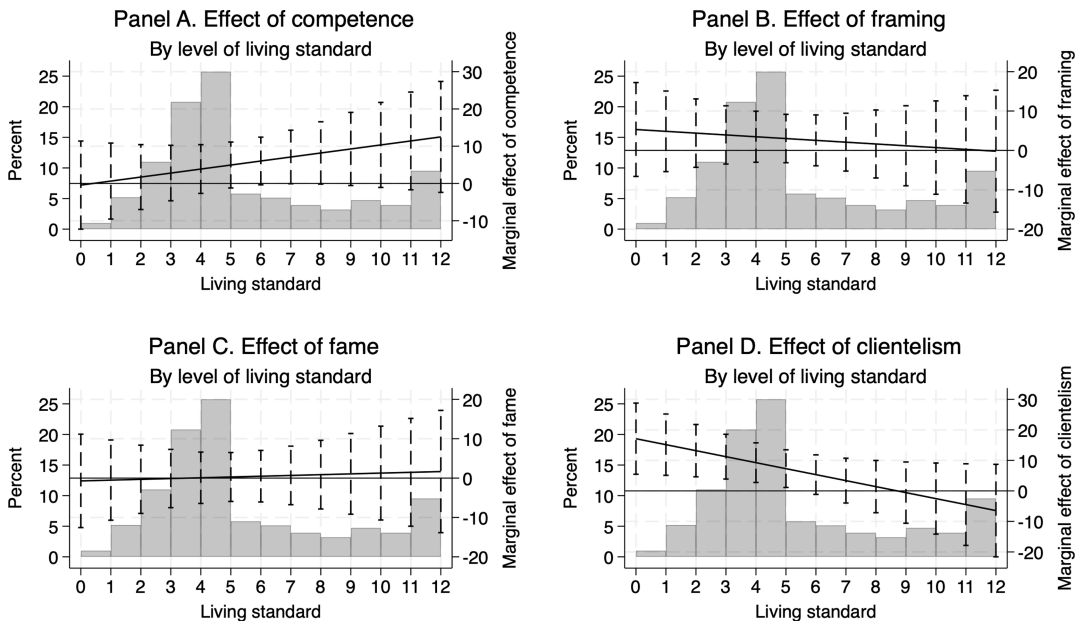 Panel A. Effect of competence
By level of living standard
Percent
25
20
15
10
5
0
30
20
10
0
-10
Marginal effect of competence
0 1 2 3 4 5 6 7 8 9 10 11 12
Living standard
Panel B. Effect of framing
By level of living standard
Percent
25
20
15
10
5
0
20
10
0
-10
-20
Marginal effect of framing
0 1 2 3 4 5 6 7 8 9 10 11 12
Living standard
Panel C. Effect of fame
By level of living standard
Percent
25
20
15
10
5
0
20
10
0
-10
-20
Marginal effect of fame
0 1 2 3 4 5 6 7 8 9 10 11 12
Living standard
Panel D. Effect of clientelism
By level of living standard
Percent
25
20
15
10
5
0
30
20
10
0
-10
-20
Marginal effect of clientelism
0 1 2 3 4 5 6 7 8 9 10 11 12
Living standard